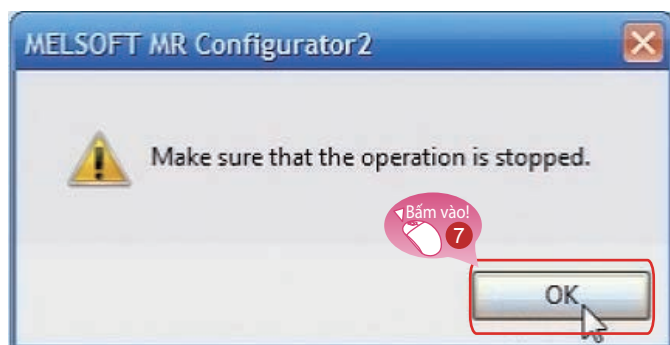 MELSOFT MR Configurator2
Make sure that the operation is stopped.
Bấm vào!
7
OK